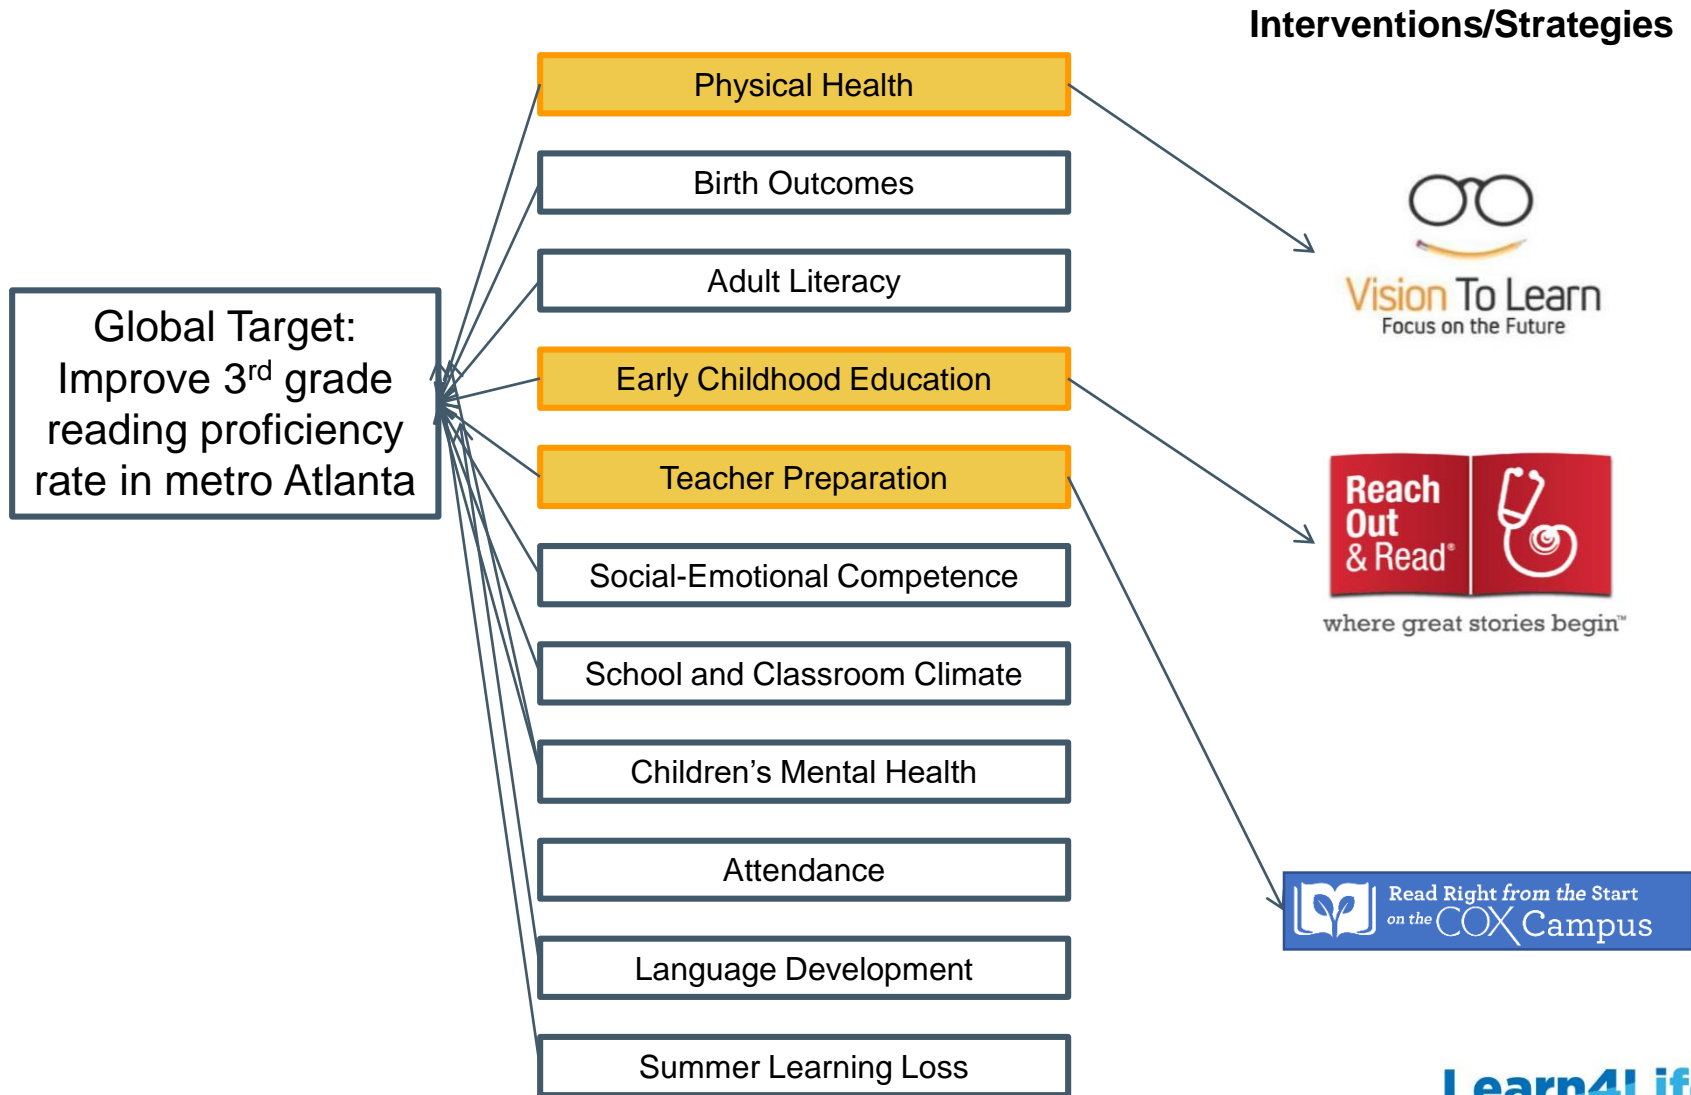 Interventions/Strategies
Global Target:
Improve 3rd grade
reading proficiency
rate in metro Atlanta
Physical Health
Birth Outcomes
Adult Literacy
Early Childhood Education
Teacher Preparation
Social-Emotional Competence
School and Classroom Climate
Children’s Mental Health
Attendance
Language Development
Summer Learning Loss
Vision To Learn
Focus on the Future
Reach
Out
& Read®
where great stories begin™
Read Right from the Start
on the COX Campus
Learn4Lif